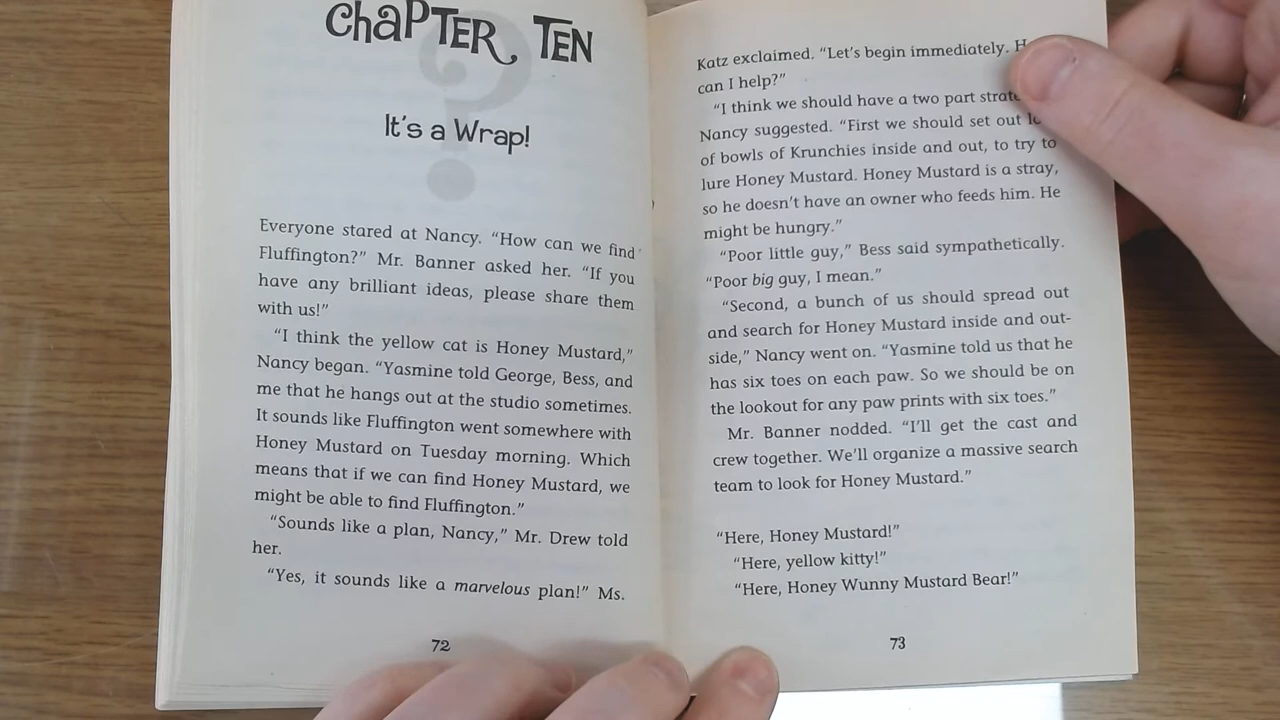 chaPTER TEN
It's a Wrap!
Everyone stared at Nancy. "How can we find
Fluffington?" Mr. Banner asked her. "If you
have any brilliant ideas, please share them
with us!"
"I think the yellow cat is Honey Mustard,"
Nancy began. "Yasmine told George, Bess, and
me that he hangs out at the studio sometimes.
It sounds like Fluffington went somewhere with
Honey Mustard on Tuesday morning. Which
means that if we can find Honey Mustard, we
might be able to find Fluffington."
"Sounds like a plan, Nancy," Mr. Drew told
her.
"Yes, it sounds like a marvelous plan!" Ms.
72
Katz exclaimed. "Let's begin immediately.
can I help?"
"I think we should have a two part
Nancy suggested. "First we should set out
of bowls of Krunchies inside and out, to try to
lure Honey Mustard. Honey Mustard is a stray,
so he doesn't have an owner who feeds him. He
might be hungry."
"Poor little guy," Bess said sympathetically.
"Poor big guy, I mean."
"Second, a bunch of us should spread out
and search for Honey Mustard inside and out-
side," Nancy went on. "Yasmine told us that he
has six toes on each paw. So we should be on
the lookout for any paw prints with six toes."
Mr. Banner nodded. "I'll get the cast and
crew together. We'll organize a massive search
team to look for Honey Mustard."
"Here, Honey Mustard!"
"Here, yellow kitty!"
"Here, Honey Wunny Mustard Bear!"
73